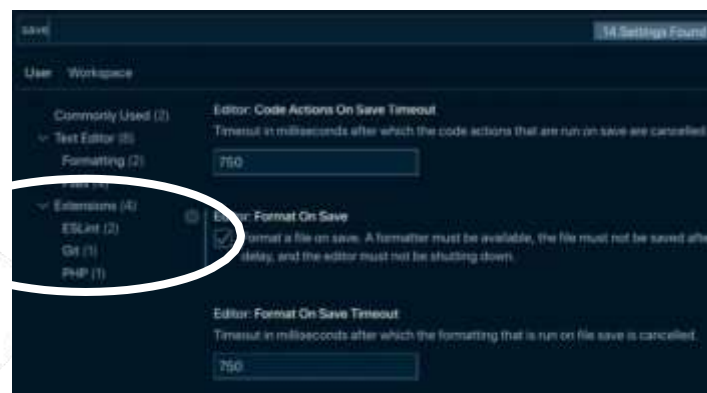 save
14 Settings Found
User Workspace
Commonly Used (2)
Text Editor (8)
Formatting (2)
Files (4)
Extensions (4)
ESLint (2)
Git (1)
PHP (1)
Editor: Code Actions On Save Timeout
Timeout in milliseconds after which the code actions that are run on save are cancelled.
750
Editor: Format On Save
Format a file on save. A formatter must be available, the file must not be saved after
delay, and the editor must not be shutting down.
Editor: Format On Save Timeout
Timeout in milliseconds after which the formatting that is run on file save is cancelled.
750